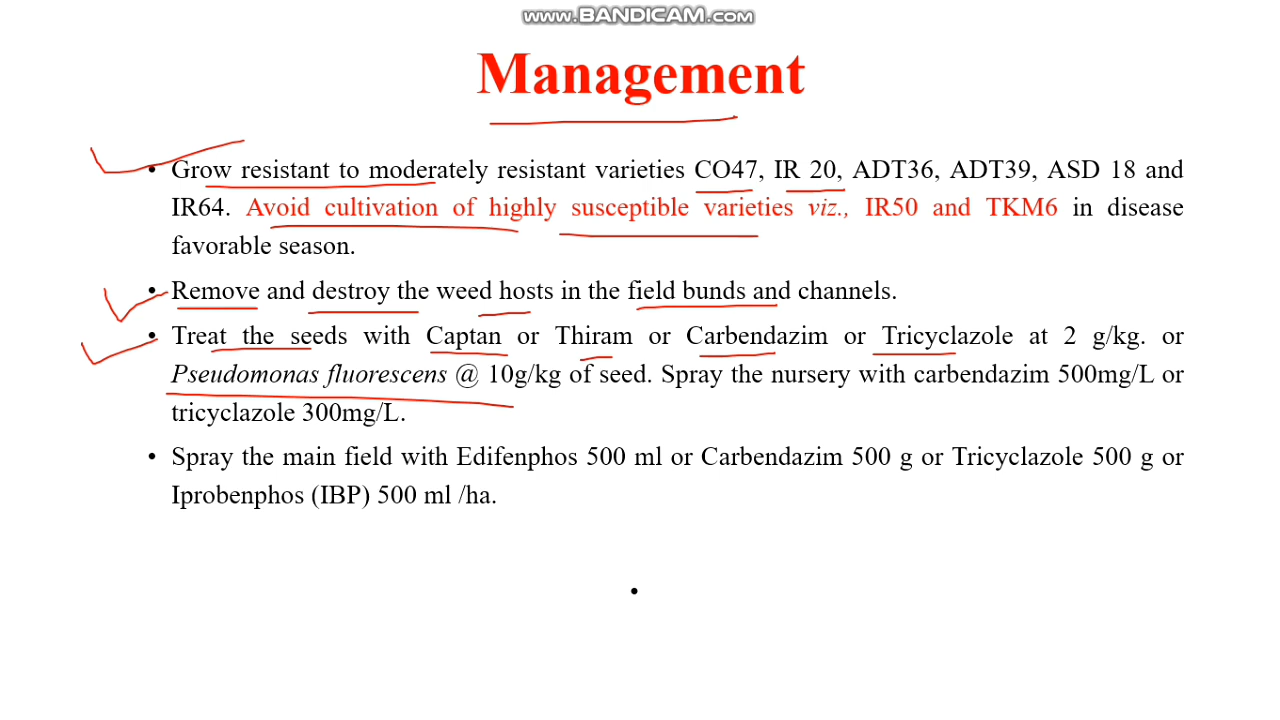 www.BANDICAM.com
Management
• Grow resistant to moderately resistant varieties CO47, IR 20, ADT36, ADT39, ASD 18 and
IR64. Avoid cultivation of highly susceptible varieties viz., IR50 and TKM6 in disease
favorable season.
• Remove and destroy the weed hosts in the field bunds and channels.
• Treat the seeds with Captan or Thiram or Carbendazim or Tricyclazole at 2 g/kg. or
Pseudomonas fluorescens @ 10g/kg of seed. Spray the nursery with carbendazim 500mg/L or
tricyclazole 300mg/L.
• Spray the main field with Edifenphos 500 ml or Carbendazim 500 g or Tricyclazole 500 g or
Iprobenphos (IBP) 500 ml /ha.